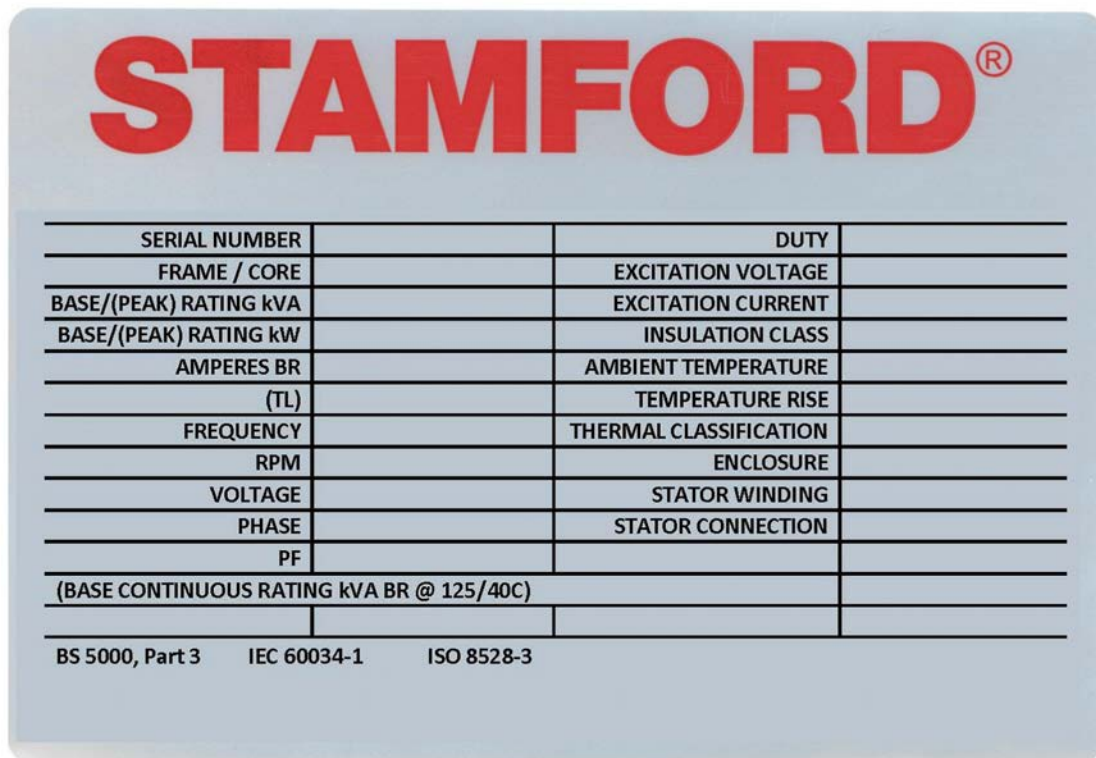 STAMFORD®
SERIAL NUMBER DUTY
FRAME / CORE EXCITATION VOLTAGE
BASE/(PEAK) RATING kVA EXCITATION CURRENT
BASE/(PEAK) RATING kW INSULATION CLASS
AMPERES BR AMBIENT TEMPERATURE
(TL) TEMPERATURE RISE
FREQUENCY THERMAL CLASSIFICATION
RPM ENCLOSURE
VOLTAGE STATOR WINDING
PHASE STATOR CONNECTION
PF
(BASE CONTINUOUS RATING kVA BR @ 125/40C)
BS 5000, Part 3 IEC 60034-1 ISO 8528-3